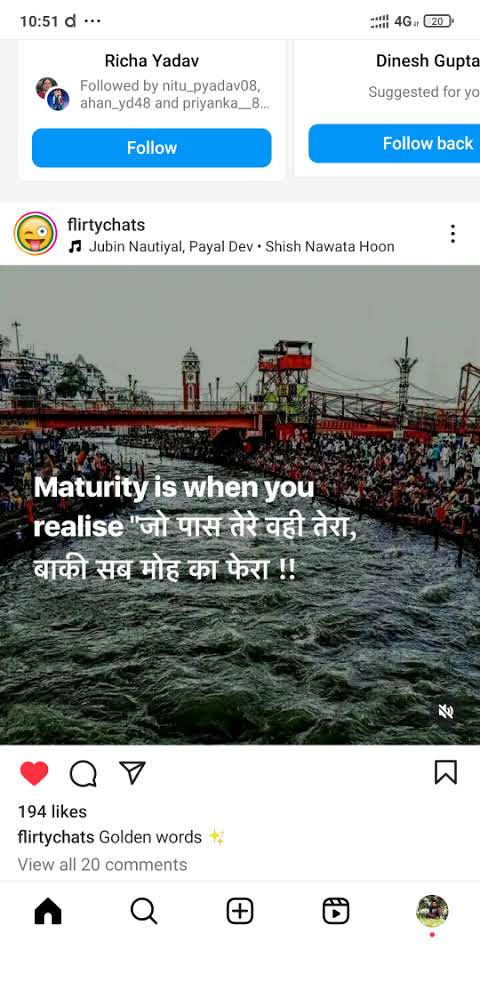 10:51 d ...
4G 20
Richa Yadav
Dinesh Gupta
Followed by nitu_pyadav08,
ahan_yd48 and priyanka__8...
Suggested for yo
Follow
Follow back
flirtychats
Jubin Nautiyal, Payal Dev • Shish Nawata Hoon
Maturity is when you
realise "जो पास तेरे वही तेरा,
बाकी सब मोह का फेरा !!
194 likes
flirtychats Golden words ✨
View all 20 comments